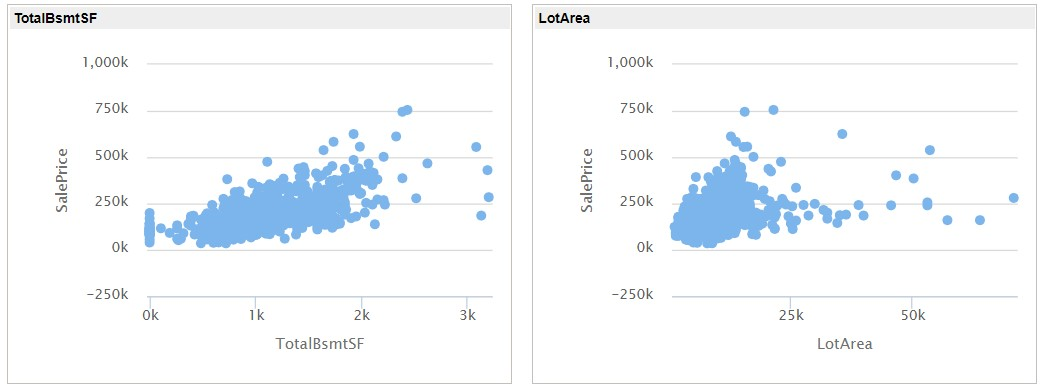 TotalBsmtSF
1,000k
750k
500k
250k
0k
−250k
SalePrice
0k 1k 2k 3k
TotalBsmtSF
LotArea
1,000k
750k
500k
250k
0k
−250k
SalePrice
25k 50k
LotArea